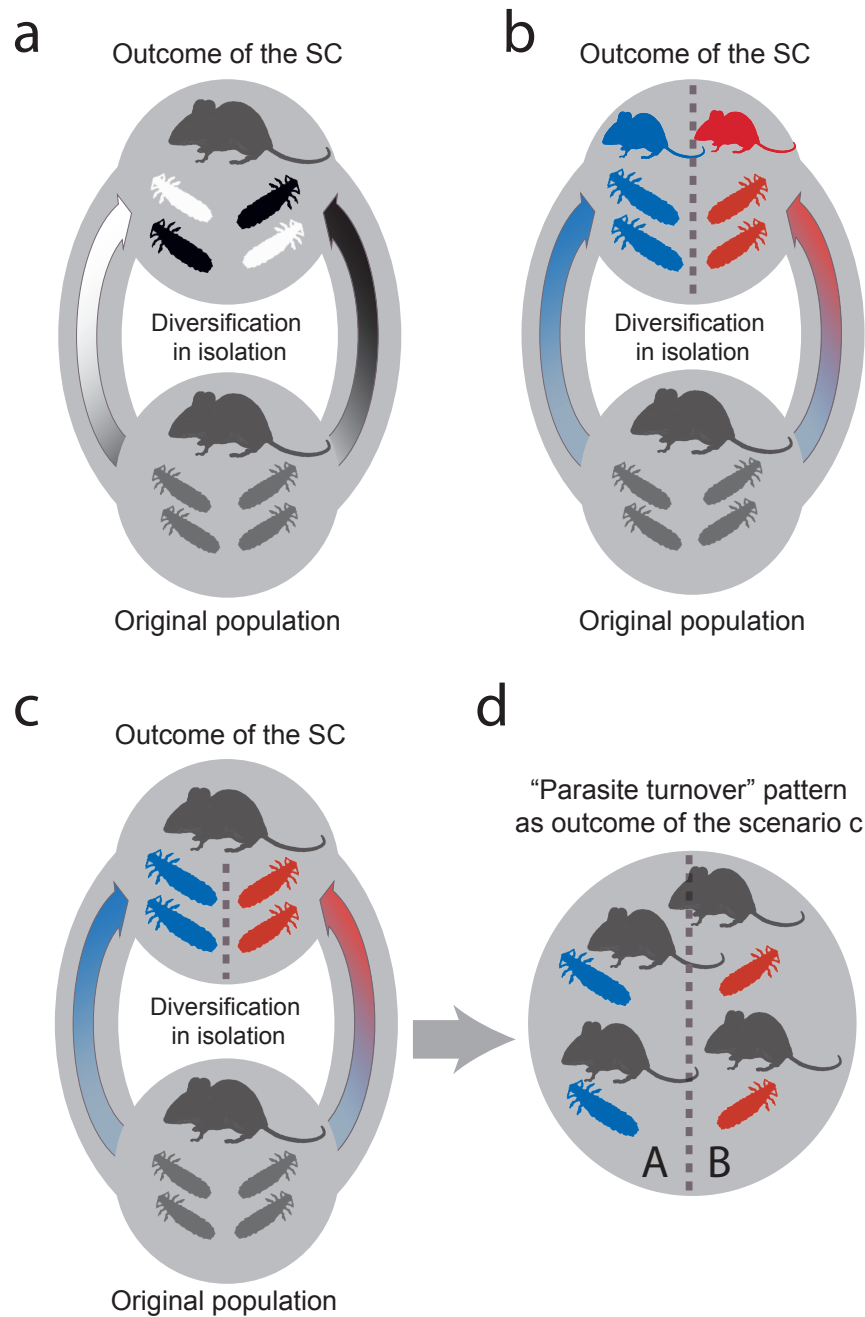 a
Outcome of the SC
Diversification
in isolation
Original population
b
Outcome of the SC
Diversification
in isolation
Original population
c
Outcome of the SC
Diversification
in isolation
Original population
d
“Parasite turnover” pattern
as outcome of the scenario c
A B